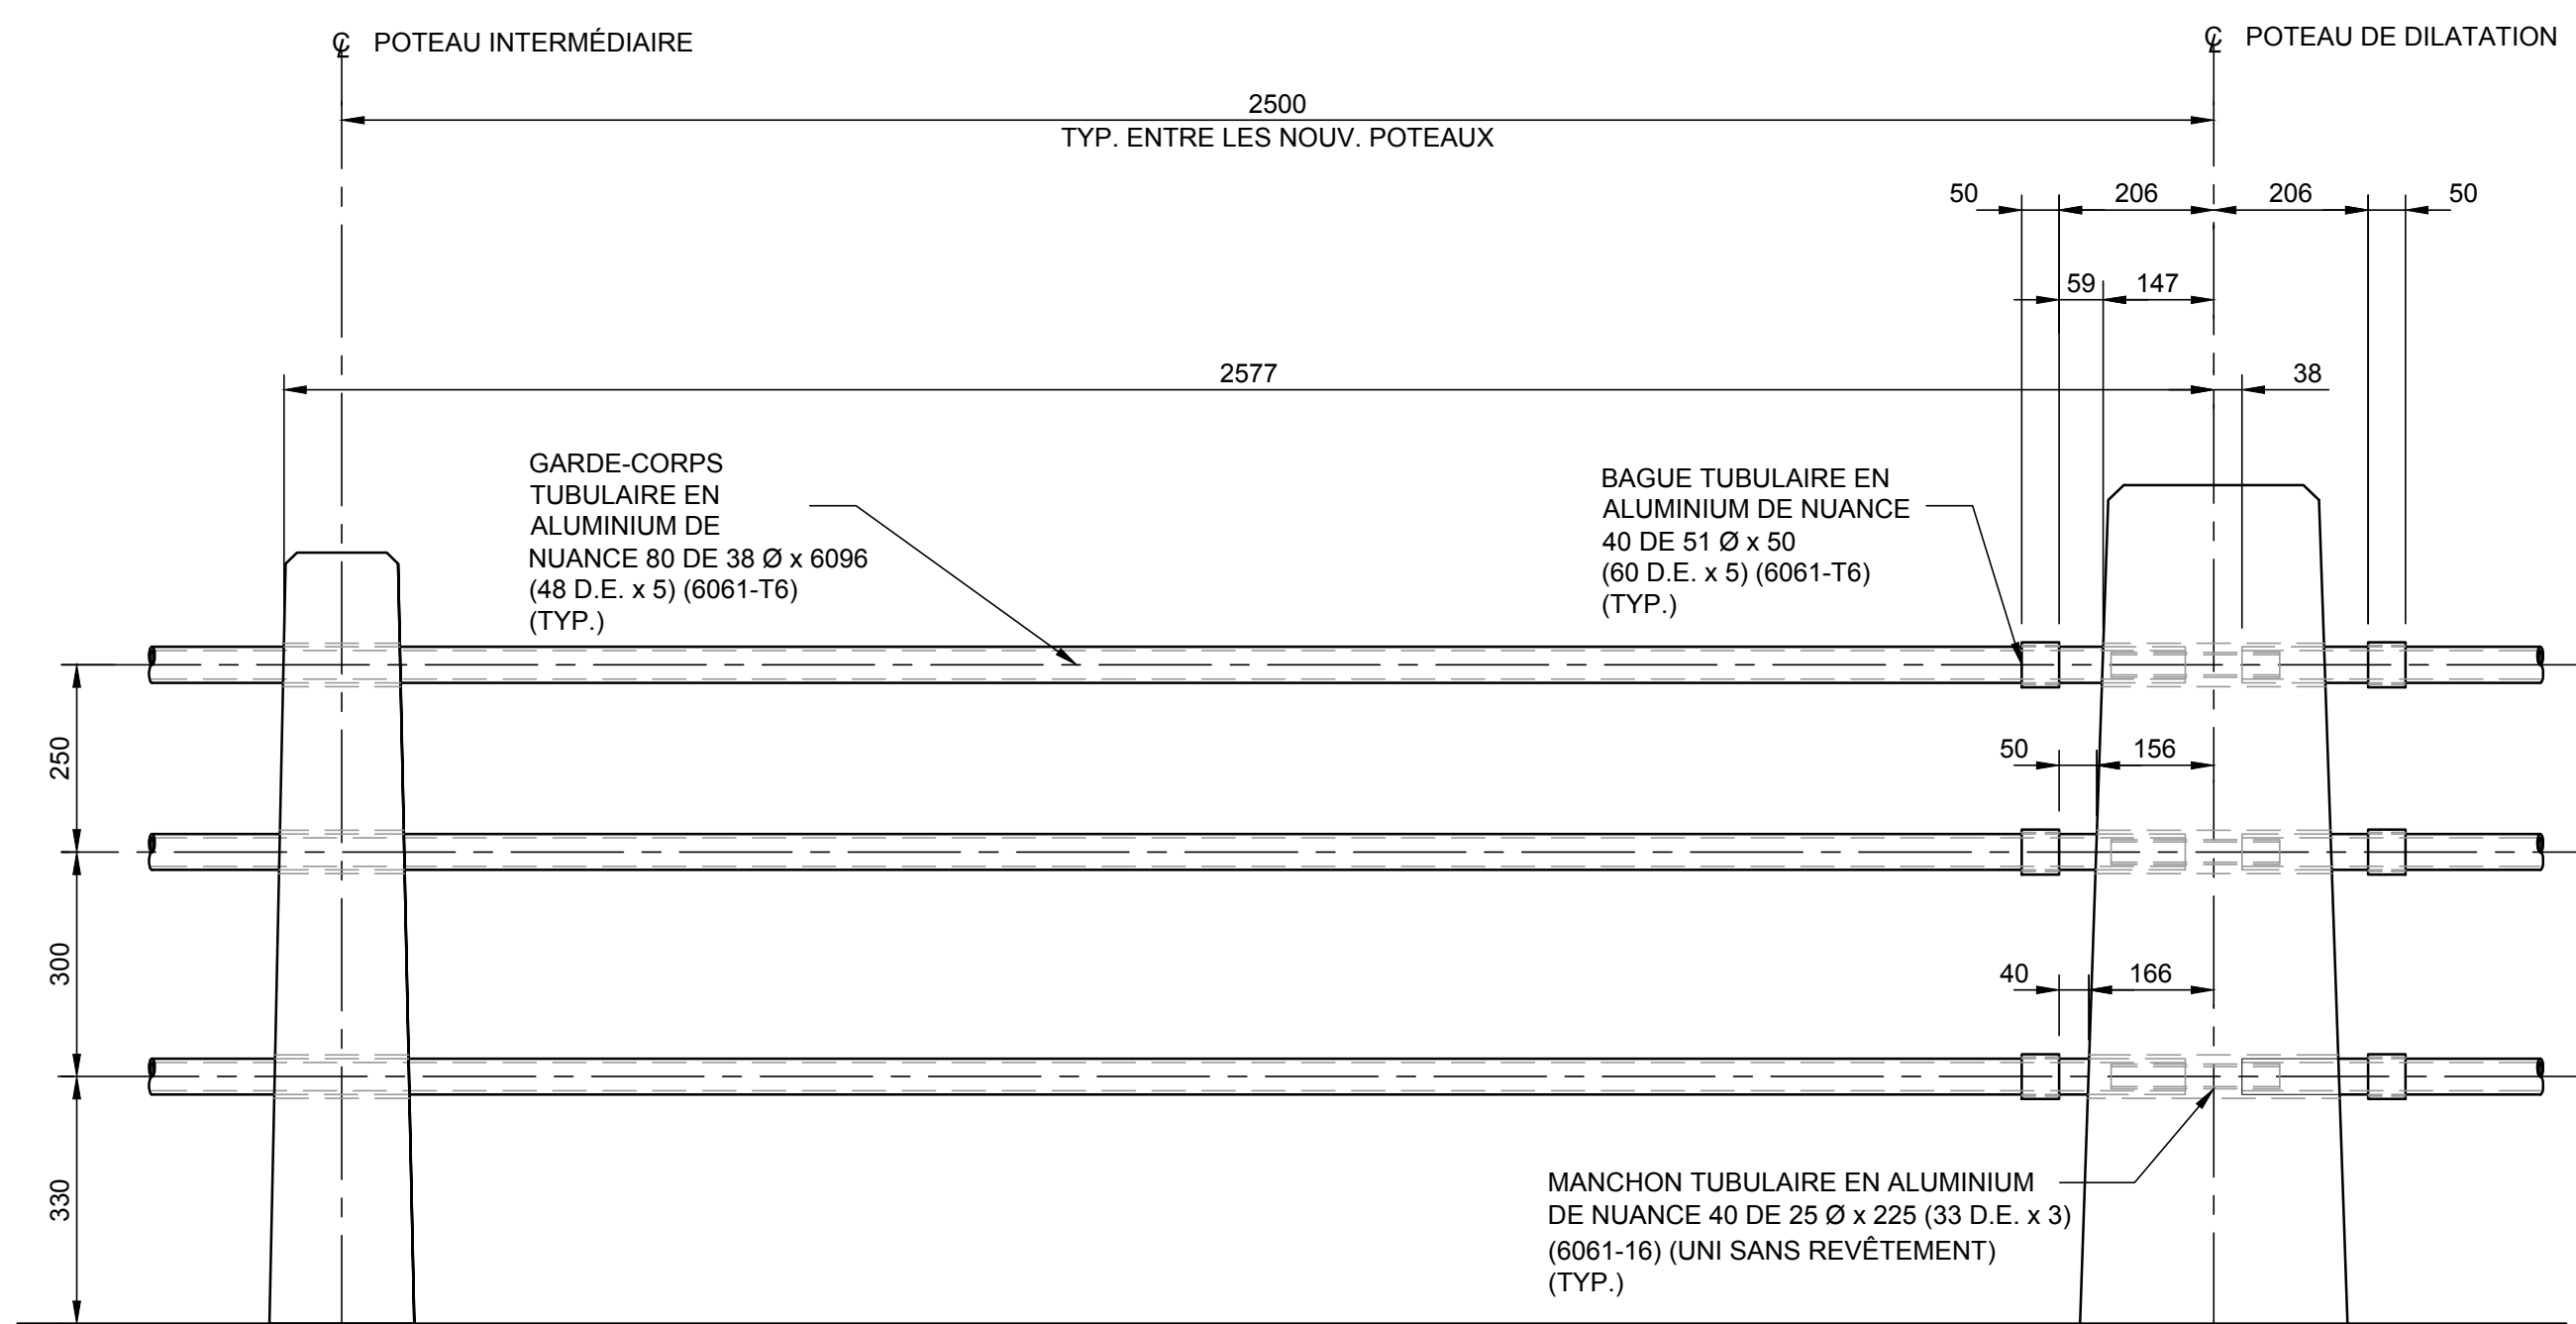 ℄ POTEAU INTERMÉDIAIRE
℄ POTEAU DE DILATATION
2500
TYP. ENTRE LES NOUV. POTEAUX
50 206 206 50
59 147
2577 38
GARDE-CORPS
TUBULAIRE EN
ALUMINIUM DE
NUANCE 80 DE 38 Ø x 6096
(48 D.E. x 5) (6061-T6)
(TYP.)
BAGUE TUBULAIRE EN
ALUMINIUM DE NUANCE
40 DE 51 Ø x 50
(60 D.E. x 5) (6061-T6)
(TYP.)
250
50 156
300
40 166
330
MANCHON TUBULAIRE EN ALUMINIUM
DE NUANCE 40 DE 25 Ø x 225 (33 D.E. x 3)
(6061-16) (UNI SANS REVÊTEMENT)
(TYP.)